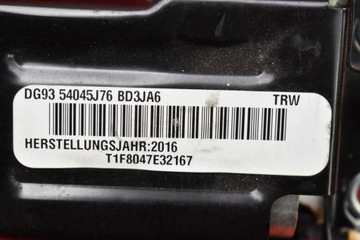 DG93 54045J76 BD3JA6 TRW
HERSTELLUNGSJAHR:2016
T1F8047E32167